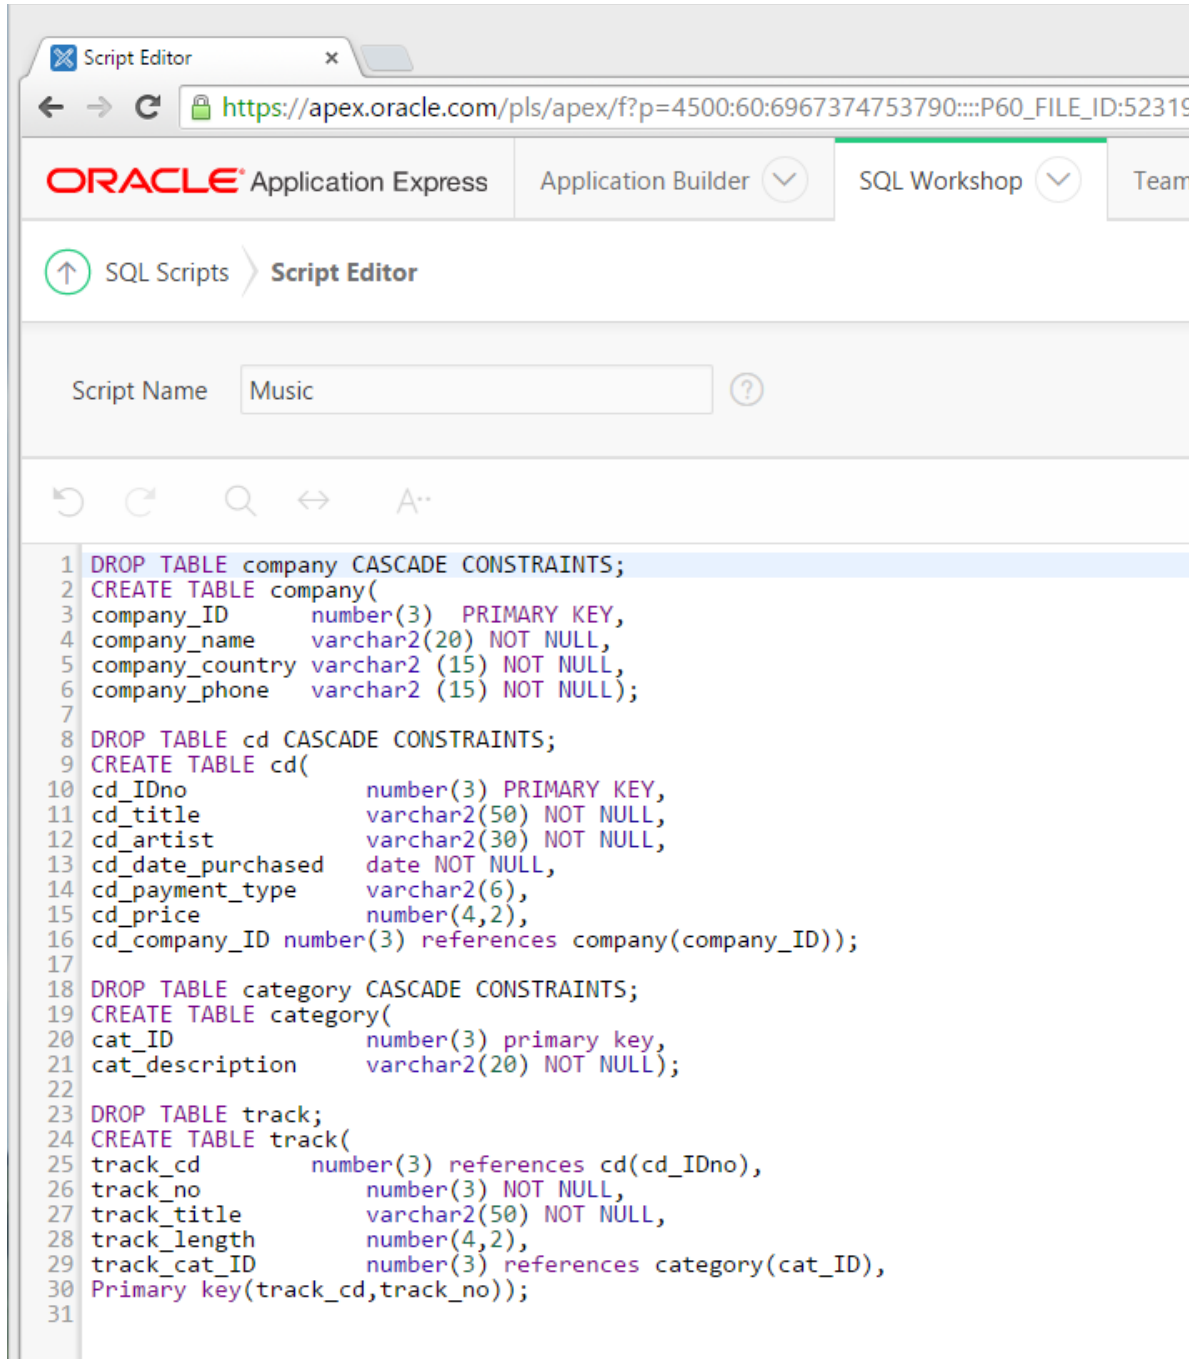 Script Editor ×
https://apex.oracle.com/pls/apex/f?p=4500:60:6967374753790::::P60_FILE_ID:52319
ORACLE® Application Express Application Builder SQL Workshop Team
SQL Scripts Script Editor
Script Name Music ?
A
1 DROP TABLE company CASCADE CONSTRAINTS;
2 CREATE TABLE company(
3 company_ID      number(3)  PRIMARY KEY,
4 company_name    varchar2(20) NOT NULL,
5 company_country varchar2 (15) NOT NULL,
6 company_phone   varchar2 (15) NOT NULL);
7
8 DROP TABLE cd CASCADE CONSTRAINTS;
9 CREATE TABLE cd(
10 cd_IDno             number(3) PRIMARY KEY,
11 cd_title            varchar2(50) NOT NULL,
12 cd_artist           varchar2(30) NOT NULL,
13 cd_date_purchased   date NOT NULL,
14 cd_payment_type     varchar2(6),
15 cd_price            number(4,2),
16 cd_company_ID number(3) references company(company_ID));
17
18 DROP TABLE category CASCADE CONSTRAINTS;
19 CREATE TABLE category(
20 cat_ID              number(3) primary key,
21 cat_description     varchar2(20) NOT NULL);
22
23 DROP TABLE track;
24 CREATE TABLE track(
25 track_cd        number(3) references cd(cd_IDno),
26 track_no            number(3) NOT NULL,
27 track_title         varchar2(50) NOT NULL,
28 track_length        number(4,2),
29 track_cat_ID        number(3) references category(cat_ID),
30 Primary key(track_cd,track_no));
31